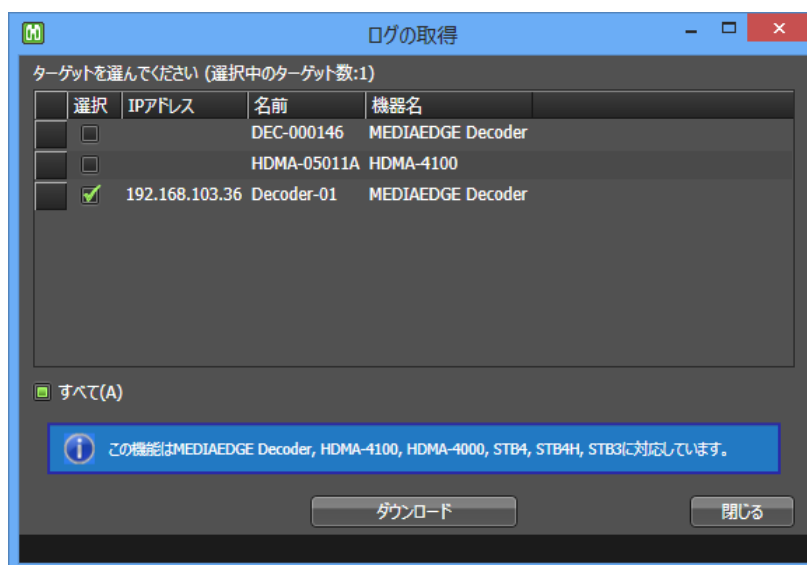 ログの取得
ターゲットを選んでください (選択中のターゲット数:1)
選択 IPアドレス 名前 機器名
DEC-000146 MEDIAEDGE Decoder
HDMA-05011A HDMA-4100
192.168.103.36 Decoder-01 MEDIAEDGE Decoder
すべて(A)
この機能はMEDIAEDGE Decoder, HDMA-4100, HDMA-4000, STB4, STB4H, STB3に対応しています。
ダウンロード 閉じる